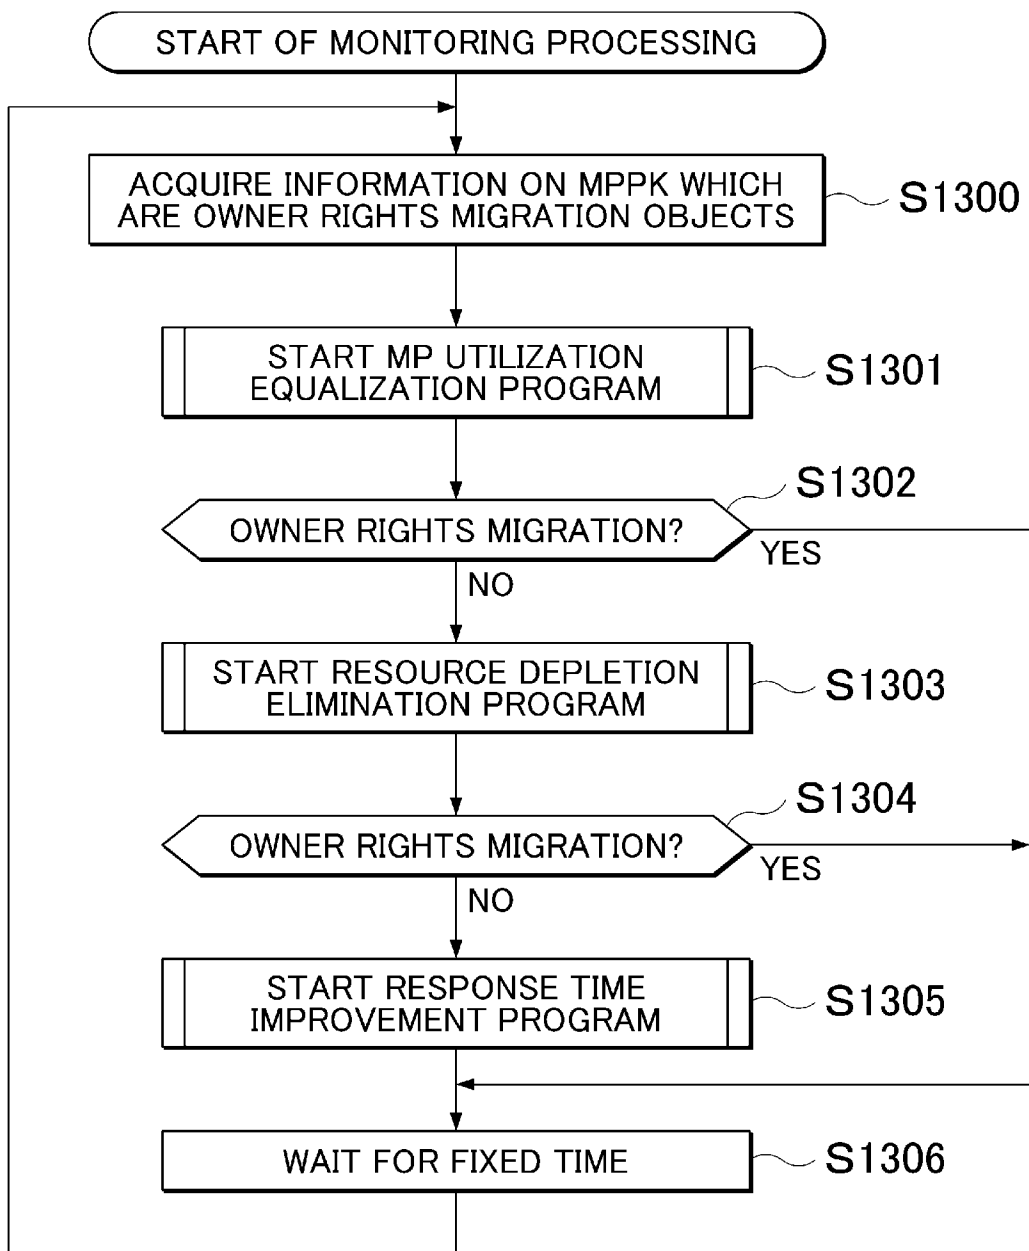 START OF MONITORING PROCESSING
ACQUIRE INFORMATION ON MPPK WHICH
ARE OWNER RIGHTS MIGRATION OBJECTS
S1300
START MP UTILIZATION
EQUALIZATION PROGRAM
S1301
S1302
OWNER RIGHTS MIGRATION?
YES
NO
START RESOURCE DEPLETION
ELIMINATION PROGRAM
S1303
S1304
OWNER RIGHTS MIGRATION?
YES
NO
START RESPONSE TIME
IMPROVEMENT PROGRAM
S1305
WAIT FOR FIXED TIME
S1306